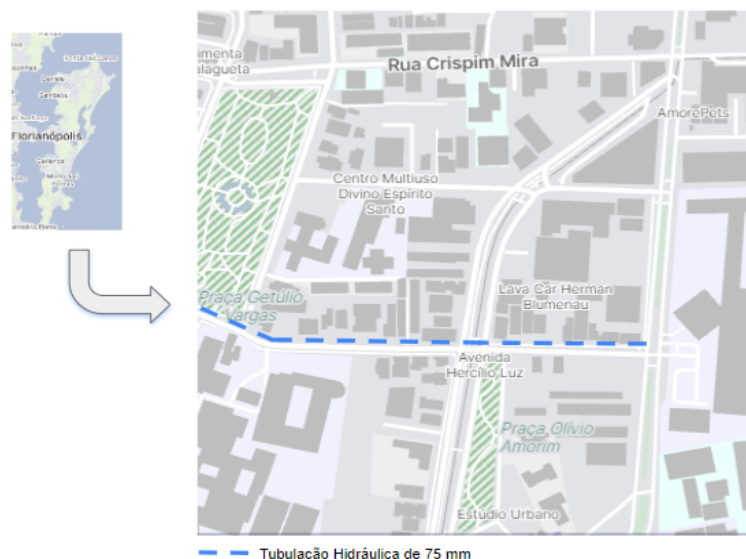 Florianópolis
Rua Crispim Mira
AmorePets
Centro Multiuso
Divino Espírito
Santo
Praça Getúlio
Vargas
Lava Car Herman
Blumenau
Avenida
Hercílio Luz
Praça Olívio
Amorim
Estúdio Urbano
Tubulação Hidráulica de 75 mm